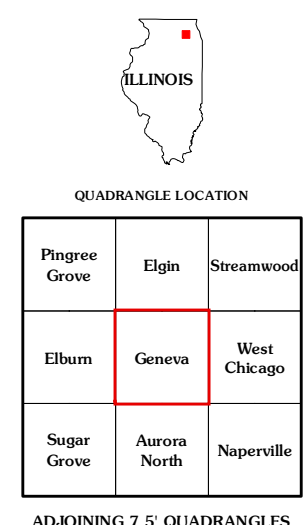 ILLINOIS
QUADRANGLE LOCATION
Pingree
Grove
Elgin
Streamwood
Elburn
Geneva
West
Chicago
Sugar
Grove
Aurora
North
Naperville
ADJOINING 7.5' QUADRANGLES